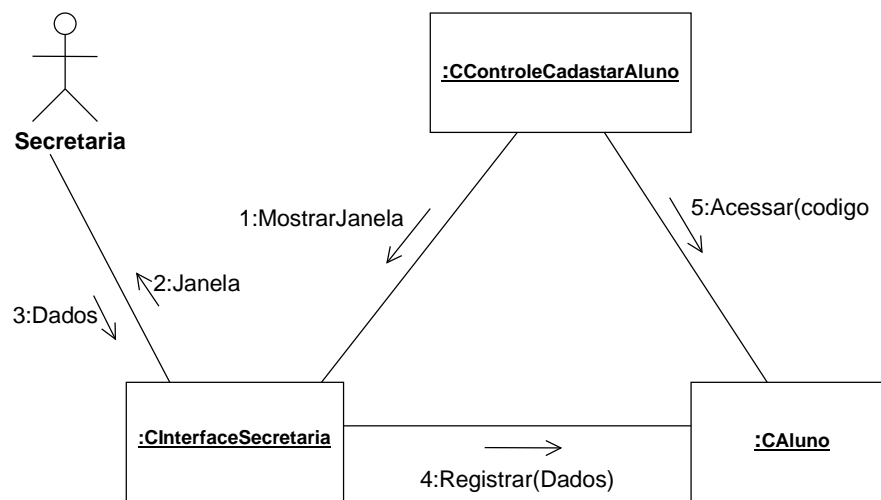 :CControleCadastarAluno
Secretaria
1:MostrarJanela
5:Acessar(codigo
2:Janela
3:Dados
:CInterfaceSecretaria
:CAluno
4:Registrar(Dados)